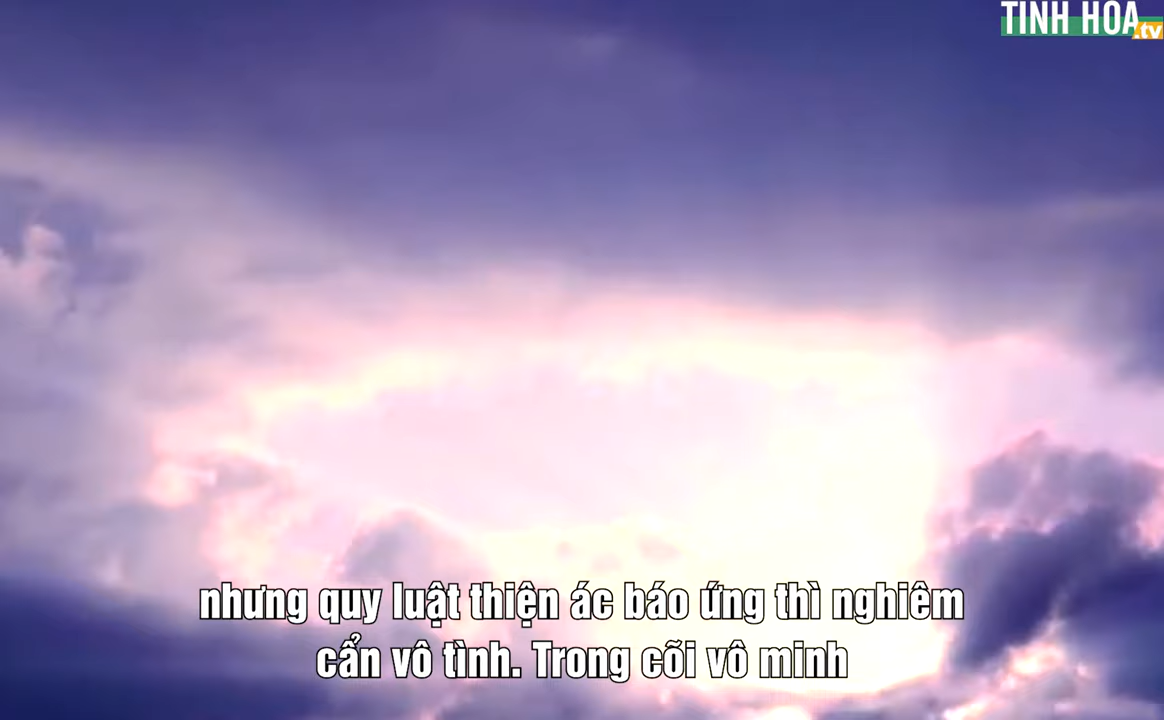 TINH HOA
.tv
nhưng quy luật thiện ác báo ứng thì nghiêm
cẩn vô tình. Trong cõi vô minh